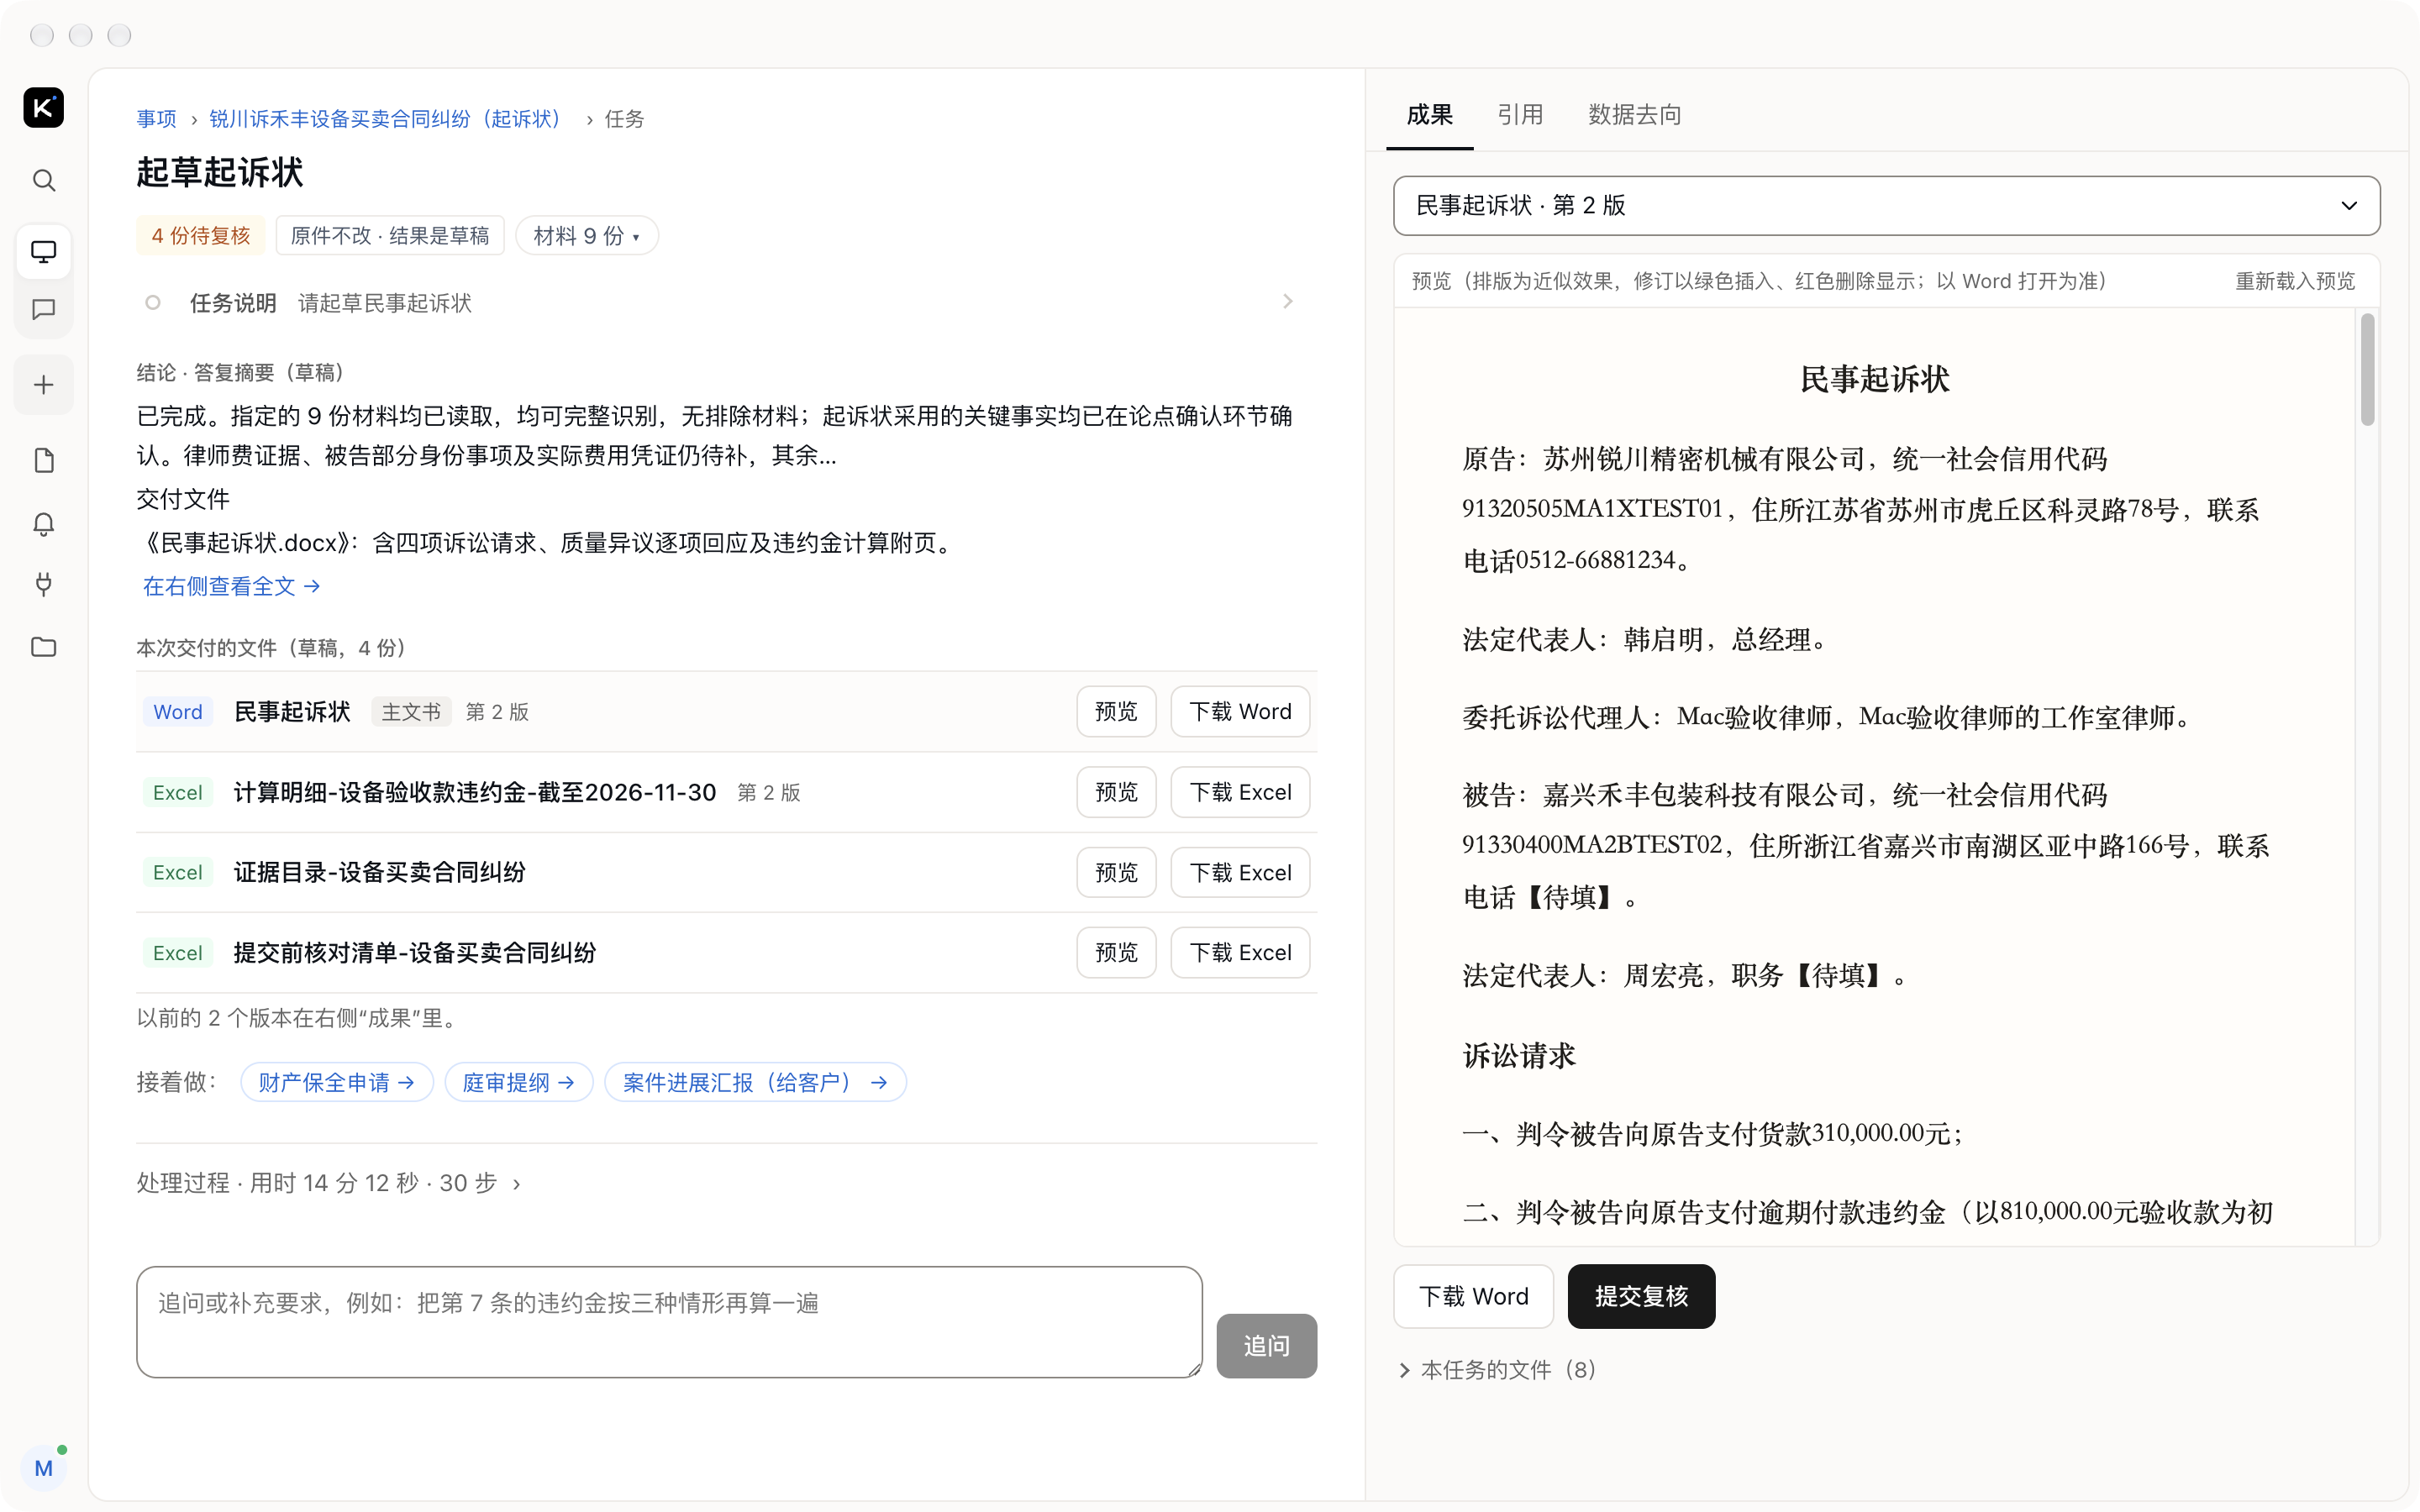 K
事项 › 锐川诉禾丰设备买卖合同纠纷（起诉状） › 任务
起草起诉状
4 份待复核
原件不改 · 结果是草稿
材料 9 份 ▾
任务说明 请起草民事起诉状
结论 · 答复摘要（草稿）
已完成。指定的 9 份材料均已读取，均可完整识别，无排除材料；起诉状采用的关键事实均已在论点确认环节确
认。律师费证据、被告部分身份事项及实际费用凭证仍待补，其余...
交付文件
《民事起诉状.docx》：含四项诉讼请求、质量异议逐项回应及违约金计算附页。
在右侧查看全文 →
本次交付的文件（草稿，4 份）
Word 民事起诉状 主文书 第 2 版 预览 下载 Word
Excel 计算明细-设备验收款违约金-截至2026-11-30 第 2 版 预览 下载 Excel
Excel 证据目录-设备买卖合同纠纷 预览 下载 Excel
Excel 提交前核对清单-设备买卖合同纠纷 预览 下载 Excel
以前的 2 个版本在右侧“成果”里。
接着做： 财产保全申请 → 庭审提纲 → 案件进展汇报（给客户） →
处理过程 · 用时 14 分 12 秒 · 30 步 ›
追问或补充要求，例如：把第 7 条的违约金按三种情形再算一遍
追问
M
成果 引用 数据去向
民事起诉状 · 第 2 版
预览（排版为近似效果，修订以绿色插入、红色删除显示；以 Word 打开为准） 重新载入预览
民事起诉状
原告：苏州锐川精密机械有限公司，统一社会信用代码
91320505MA1XTEST01，住所江苏省苏州市虎丘区科灵路78号，联系
电话0512-66881234。
法定代表人：韩启明，总经理。
委托诉讼代理人：Mac验收律师，Mac验收律师的工作室律师。
被告：嘉兴禾丰包装科技有限公司，统一社会信用代码
91330400MA2BTEST02，住所浙江省嘉兴市南湖区亚中路166号，联系
电话【待填】。
法定代表人：周宏亮，职务【待填】。
诉讼请求
一、判令被告向原告支付货款310,000.00元；
二、判令被告向原告支付逾期付款违约金（以810,000.00元验收款为初
下载 Word 提交复核
本任务的文件（8）